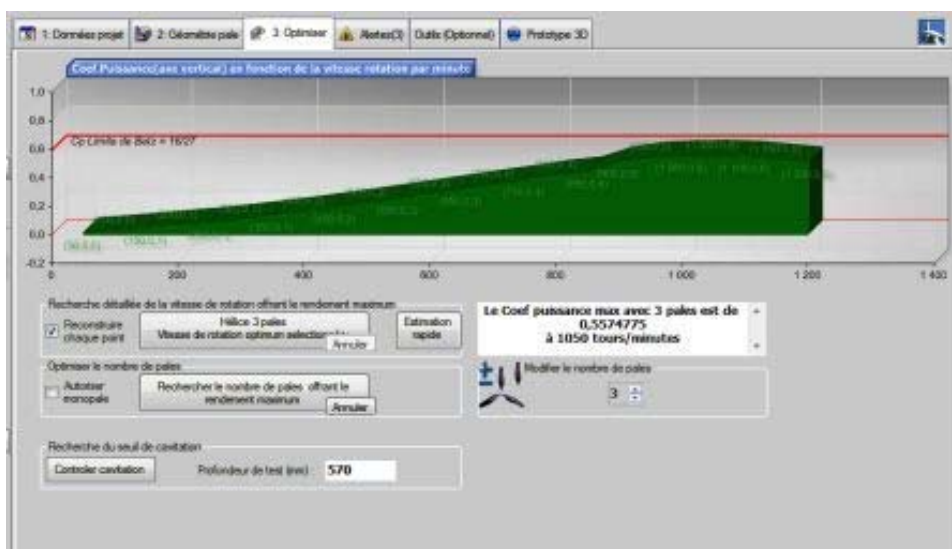 1: Données projet
2: Géométrie pale
3: Optimiser
Alertes(3)
Outils (Optionnel)
Prototype 3D
Coef.Puissance(axe vertical) en fonction de la vitesse rotation par minute
1,0
0,8
0,6
0,4
0,2
0,0
-0,2
Cp Limite de Betz = 16/27
0
200
400
600
800
1 000
1 200
1 400
Recherche détaillée de la vitesse de rotation offrant le rendement maximum
Reconstruire
chaque point
Hélice 3 pales
Vitesse de rotation optimum
Annuler
Estimation
rapide
Le Coef puissance max avec 3 pales est de
0,5574775
à 1050 tours/minutes
Optimiser le nombre de pales
Autoriser
monopale
Rechercher le nombre de pales offrant le
rendement maximum
Annuler
Modifier le nombre de pales
3
Recherche du seuil de cavitation
Controler cavitation
Profondeur de test (mm)
570